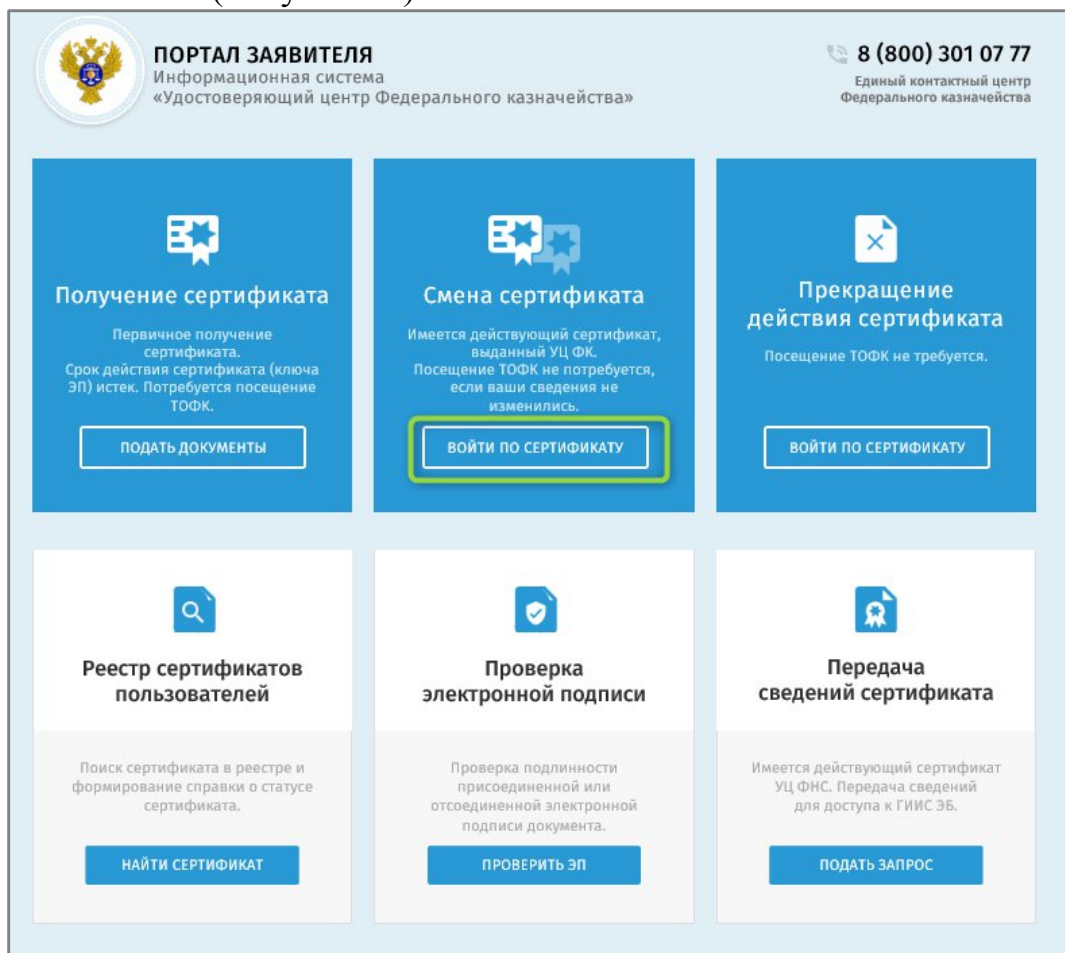 ПОРТАЛ ЗАЯВИТЕЛЯ
Информационная система
«Удостоверяющий центр Федерального казначейства»
8 (800) 301 07 77
Единый контактный центр
Федерального казначейства
Получение сертификата
Первичное получение
сертификата.
Срок действия сертификата (ключа
ЭП) истек. Потребуется посещение
ТОФК.
ПОДАТЬ ДОКУМЕНТЫ
Смена сертификата
Имеется действующий сертификат,
выданный УЦ ФК.
Посещение ТОФК не потребуется,
если ваши сведения не
изменились.
ВОЙТИ ПО СЕРТИФИКАТУ
Прекращение
действия сертификата
Посещение ТОФК не требуется.
ВОЙТИ ПО СЕРТИФИКАТУ
Реестр сертификатов
пользователей
Поиск сертификата в реестре и
формирование справки о статусе
сертификата.
НАЙТИ СЕРТИФИКАТ
Проверка
электронной подписи
Проверка подлинности
присоединенной или
отсоединенной электронной
подписи документа.
ПРОВЕРИТЬ ЭП
Передача
сведений сертификата
Имеется действующий сертификат
УЦ ФНС. Передача сведений
для доступа к ГИИС ЭБ.
ПОДАТЬ ЗАПРОС